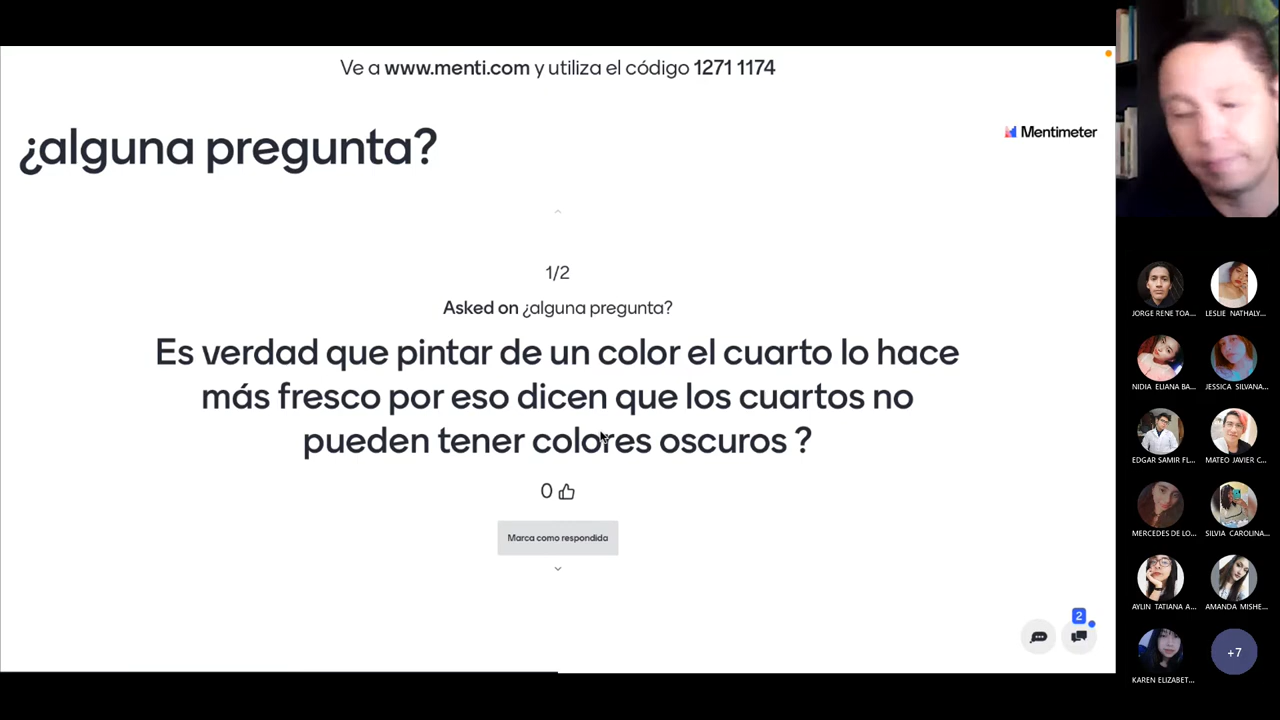 Ve a www.menti.com y utiliza el código 1271 1174
¿alguna pregunta?
Mentimeter
1/2
Asked on ¿alguna pregunta?
Es verdad que pintar de un color el cuarto lo hace
más fresco por eso dicen que los cuartos no
pueden tener colores oscuros ?
0
Marca como respondida
2
JORGE RENE TOA...
LESLIE NATHALY...
NIDIA ELIANA BA...
JESSICA SILVANA...
EDGAR SAMIR FL...
MATEO JAVIER C...
MERCEDES DE LO...
SILVIA CAROLINA...
AYLIN TATIANA A...
AMANDA MISHE...
KAREN ELIZABET...
+7